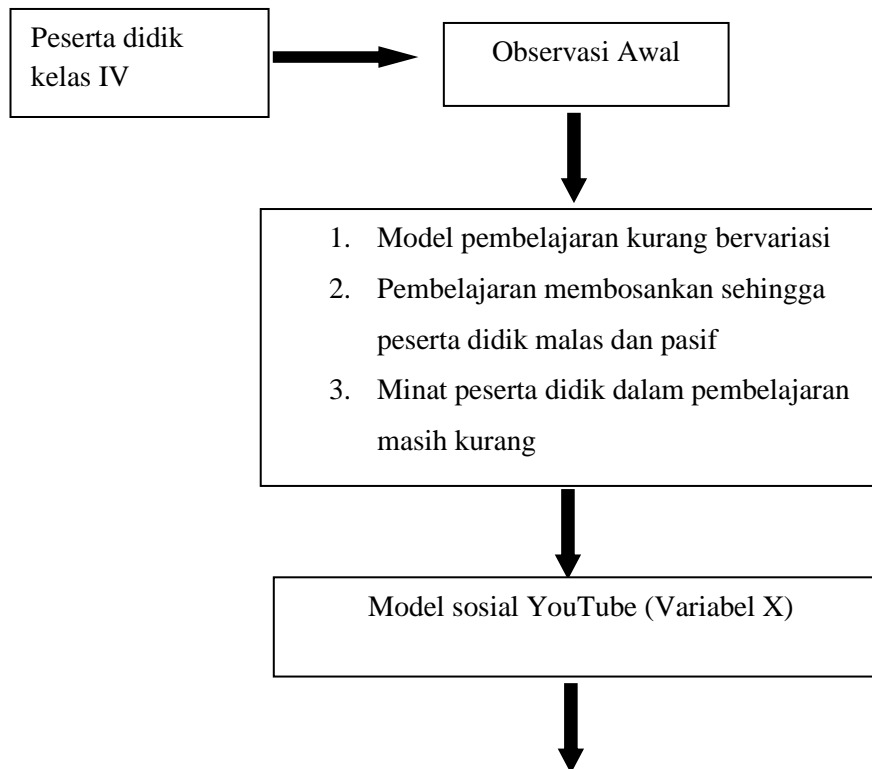 Peserta didik
kelas IV
Observasi Awal
1. Model pembelajaran kurang bervariasi
2. Pembelajaran membosankan sehingga
peserta didik malas dan pasif
3. Minat peserta didik dalam pembelajaran
masih kurang
Model sosial YouTube (Variabel X)